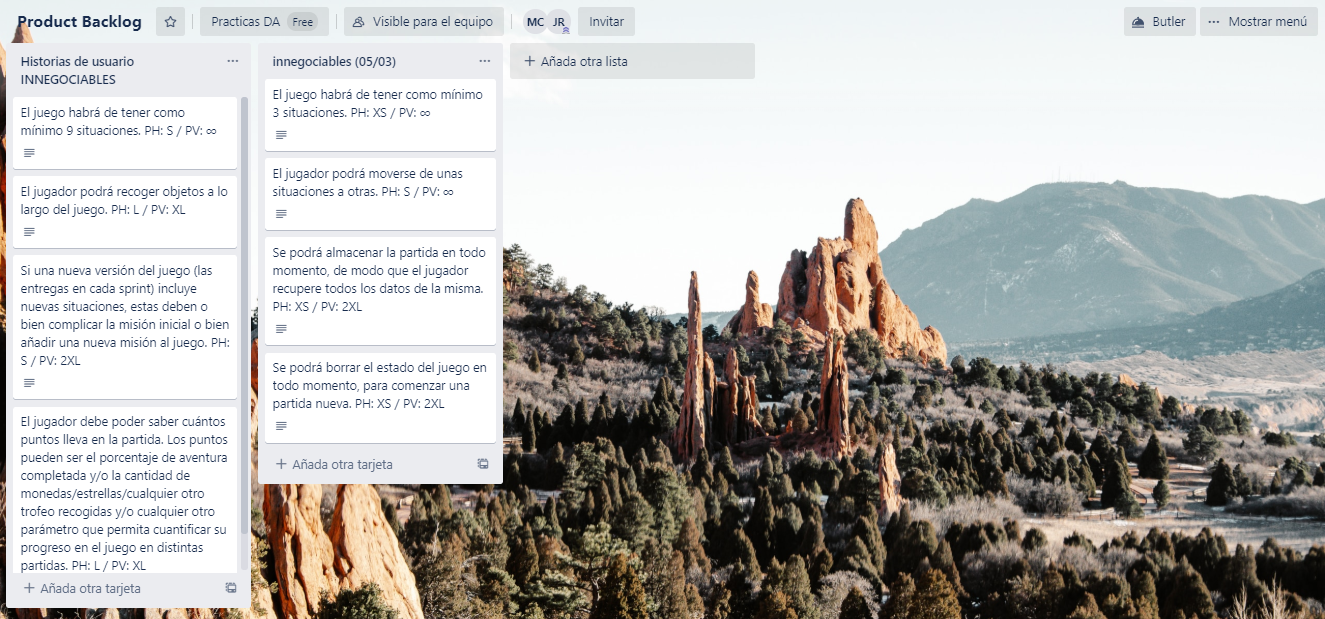 Product Backlog
Practicas DA Free
Visible para el equipo
MC JR
Invitar
Butler
Mostrar menú
Historias de usuario
INNEGOCIABLES
El juego habrá de tener como
mínimo 9 situaciones. PH: S / PV: ∞
El jugador podrá recoger objetos a lo
largo del juego. PH: L / PV: XL
Si una nueva versión del juego (las
entregas en cada sprint) incluye
nuevas situaciones, estas deben o
bien complicar la misión inicial o bien
añadir una nueva misión al juego. PH:
S / PV: 2XL
El jugador debe poder saber cuántos
puntos lleva en la partida. Los puntos
pueden ser el porcentaje de aventura
completada y/o la cantidad de
monedas/estrellas/cualquier otro
trofeo recogidas y/o cualquier otro
parámetro que permita cuantificar su
progreso en el juego en distintas
partidas. PH: L / PV: XL
+ Añada otra tarjeta
innegociables (05/03)
El juego habrá de tener como mínimo
3 situaciones. PH: XS / PV: ∞
El jugador podrá moverse de unas
situaciones a otras. PH: S / PV: ∞
Se podrá almacenar la partida en todo
momento, de modo que el jugador
recupere todos los datos de la misma.
PH: XS / PV: 2XL
Se podrá borrar el estado del juego en
todo momento, para comenzar una
partida nueva. PH: XS / PV: 2XL
+ Añada otra tarjeta
+ Añada otra lista